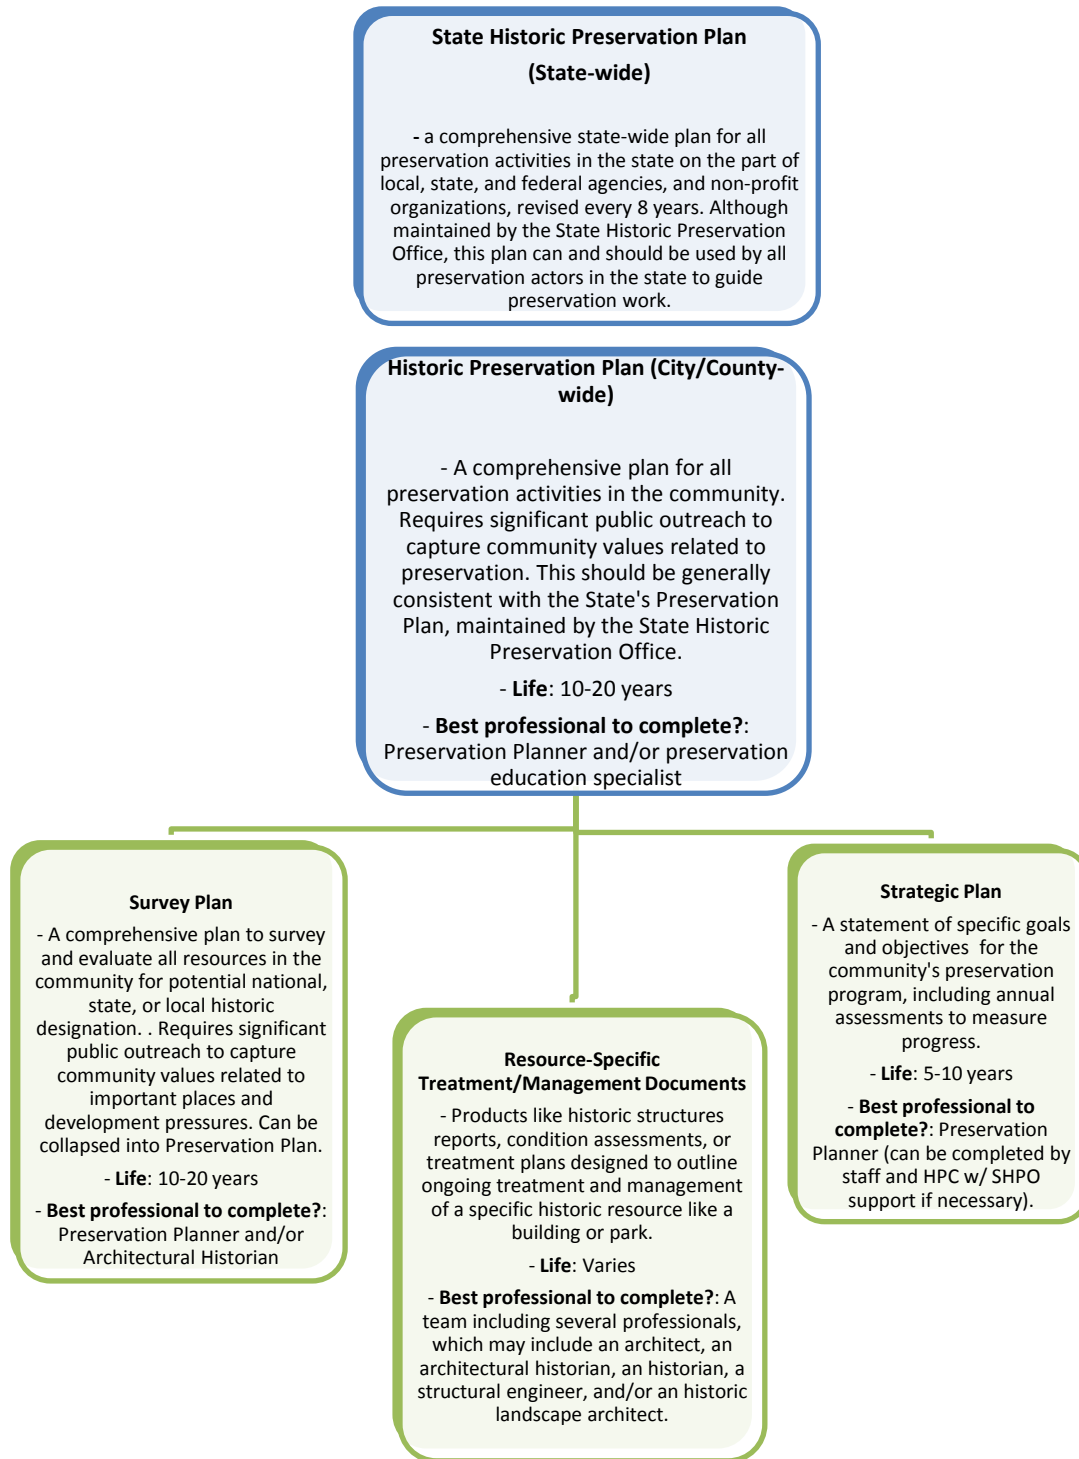 State Historic Preservation Plan
(State-wide)
- a comprehensive state-wide plan for all
preservation activities in the state on the part of
local, state, and federal agencies, and non-profit
organizations, revised every 8 years. Although
maintained by the State Historic Preservation
Office, this plan can and should be used by all
preservation actors in the state to guide
preservation work.
Historic Preservation Plan (City/County-
wide)
- A comprehensive plan for all
preservation activities in the community.
Requires significant public outreach to
capture community values related to
preservation. This should be generally
consistent with the State's Preservation
Plan, maintained by the State Historic
Preservation Office.
- Life: 10-20 years
- Best professional to complete?:
Preservation Planner and/or preservation
education specialist
Survey Plan
- A comprehensive plan to survey
and evaluate all resources in the
community for potential national,
state, or local historic
designation. . Requires significant
public outreach to capture
community values related to
important places and
development pressures. Can be
collapsed into Preservation Plan.
- Life: 10-20 years
- Best professional to complete?:
Preservation Planner and/or
Architectural Historian
Resource-Specific
Treatment/Management Documents
- Products like historic structures
reports, condition assessments, or
treatment plans designed to outline
ongoing treatment and management
of a specific historic resource like a
building or park.
- Life: Varies
- Best professional to complete?: A
team including several professionals,
which may include an architect, an
architectural historian, an historian, a
structural engineer, and/or an historic
landscape architect.
Strategic Plan
- A statement of specific goals
and objectives  for the
community's preservation
program, including annual
assessments to measure
progress.
- Life: 5-10 years
- Best professional to
complete?: Preservation
Planner (can be completed by
staff and HPC w/ SHPO
support if necessary).